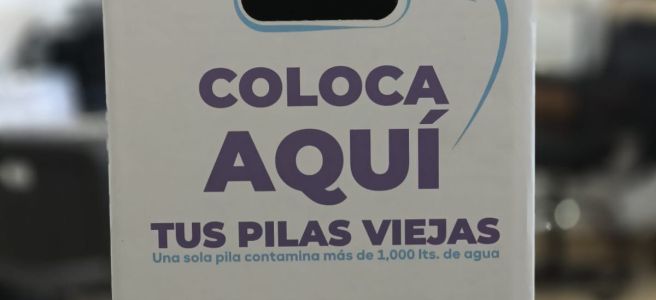 COLOCA
AQUÍ
TUS PILAS VIEJAS
Una sola pila contamina más de 1,000 lts. de agua